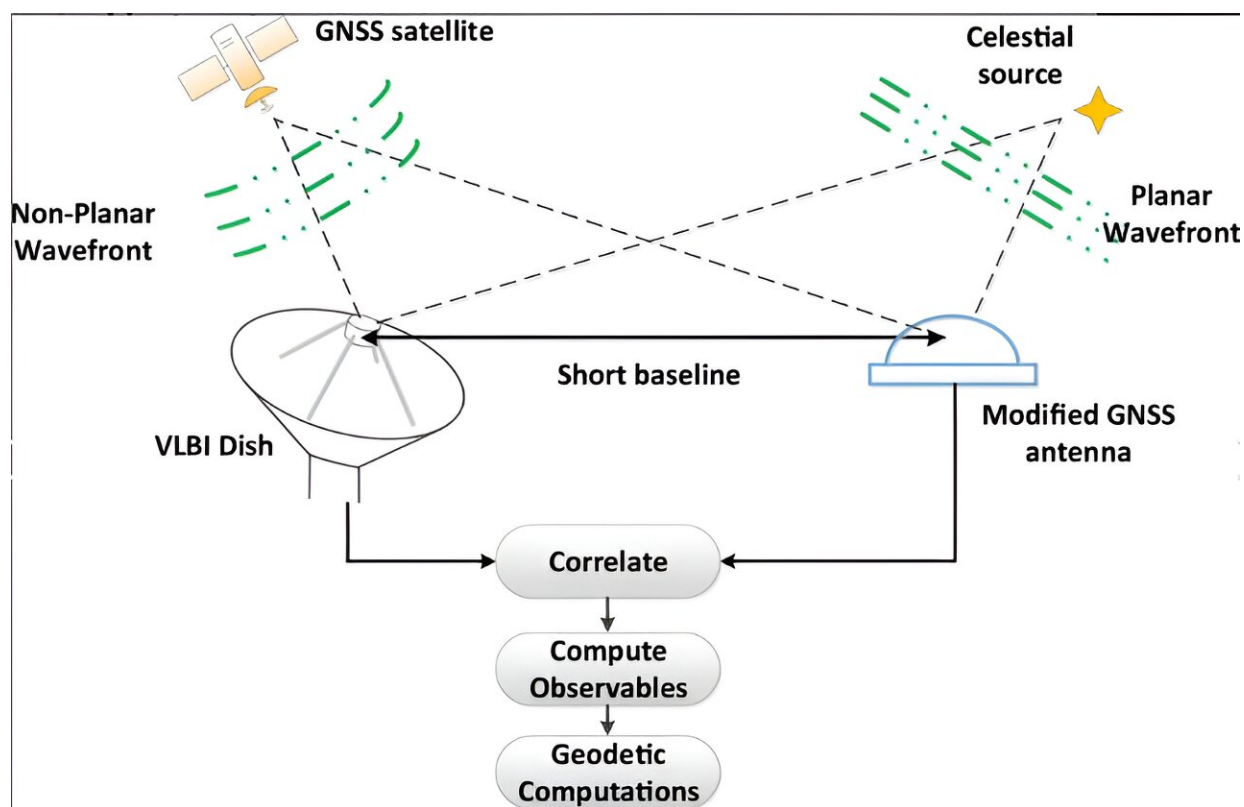 GNSS satellite
Celestial
source
Non-Planar
Wavefront
Planar
Wavefront
Short baseline
VLBI Dish
Modified GNSS
antenna
Correlate
Compute
Observables
Geodetic
Computations